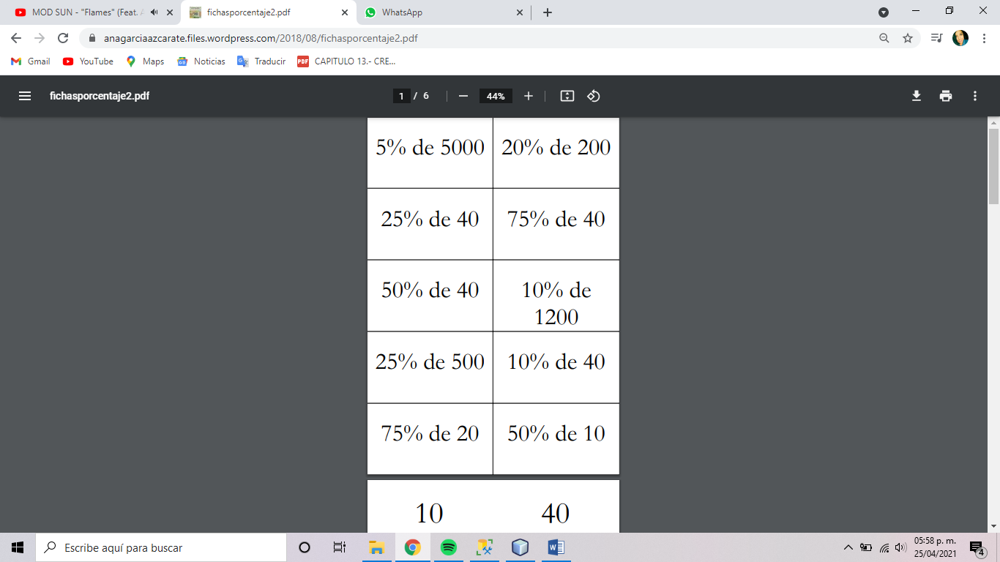 MOD SUN - "Flames" (Feat. A
fichasporcentaje2.pdf
WhatsApp
anagarciaazcarate.files.wordpress.com/2018/08/fichasporcentaje2.pdf
Gmail
YouTube
Maps
Noticias
Traducir
PDF
CAPITULO 13.- CRE...
fichasporcentaje2.pdf
1 / 6
44%
5% de 5000
20% de 200
25% de 40
75% de 40
50% de 40
10% de
1200
25% de 500
10% de 40
75% de 20
50% de 10
10
40
Escribe aquí para buscar
05:58 p. m.
25/04/2021
4